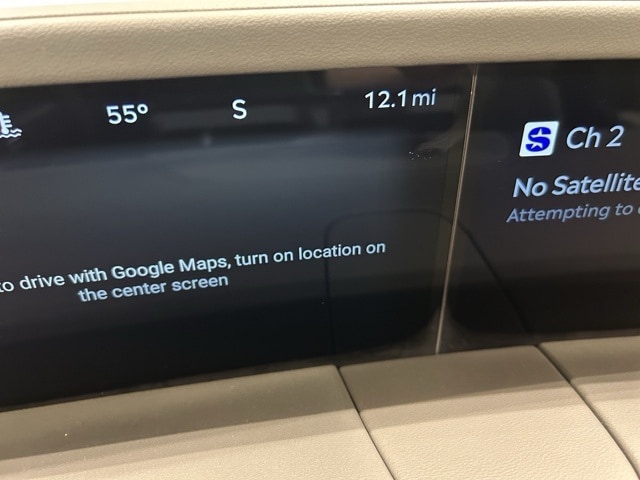 55° S 12.1 mi
Ch 2
No Satellite
Attempting to
to drive with Google Maps, turn on location on
the center screen